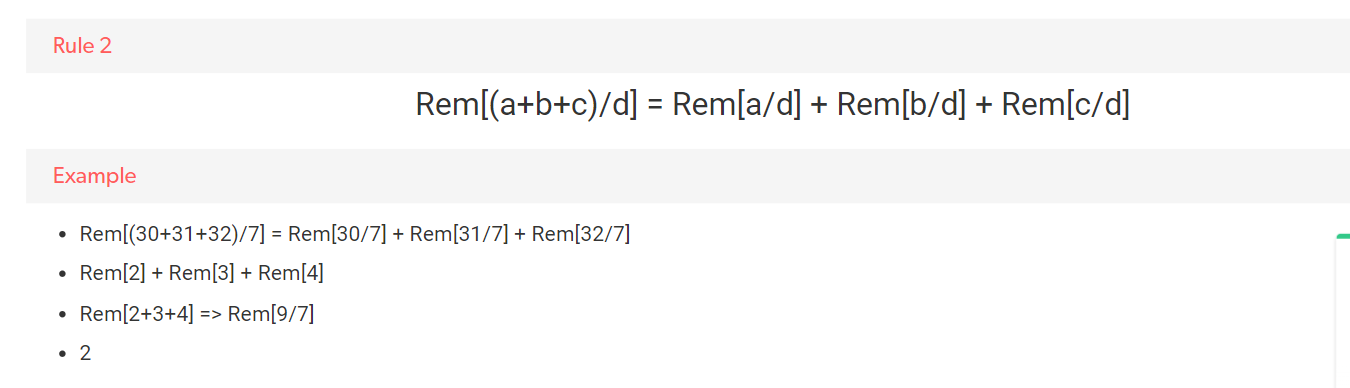 Rule 2
Rem[(a+b+c)/d] = Rem[a/d] + Rem[b/d] + Rem[c/d]
Example
• Rem[(30+31+32)/7] = Rem[30/7] + Rem[31/7] + Rem[32/7]
• Rem[2] + Rem[3] + Rem[4]
• Rem[2+3+4] => Rem[9/7]
• 2